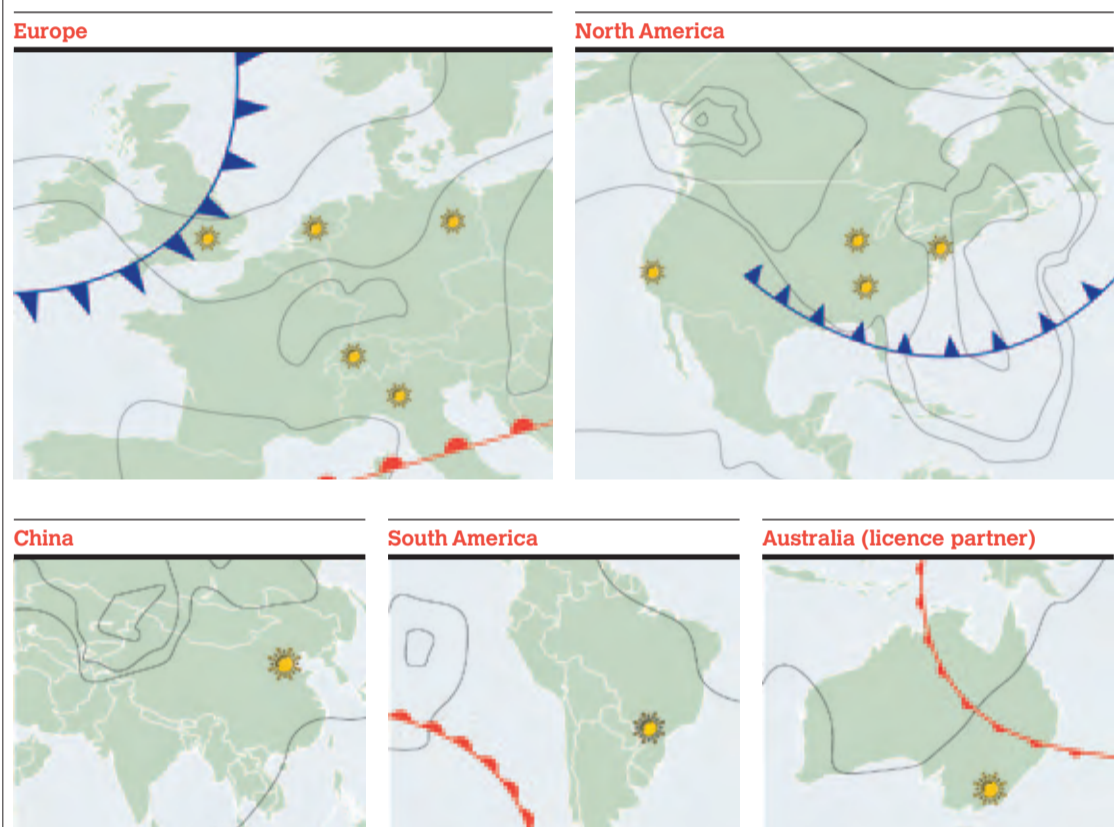 Europe
North America
China
South America
Australia (licence partner)